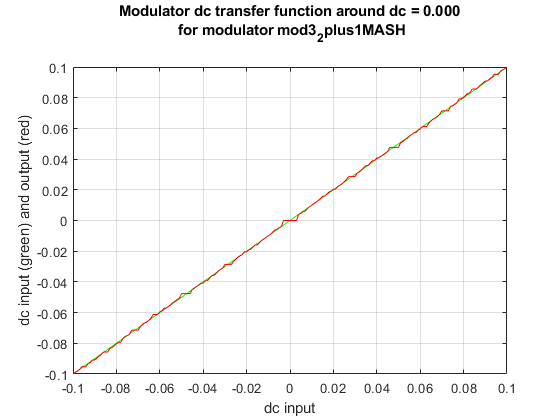 Modulator dc transfer function around dc = 0.000
for modulator mod3₂plus1MASH
dc input (green) and output (red)
0.1
0.08
0.06
0.04
0.02
0
-0.02
-0.04
-0.06
-0.08
-0.1
-0.1 -0.08 -0.06 -0.04 -0.02 0 0.02 0.04 0.06 0.08 0.1
dc input